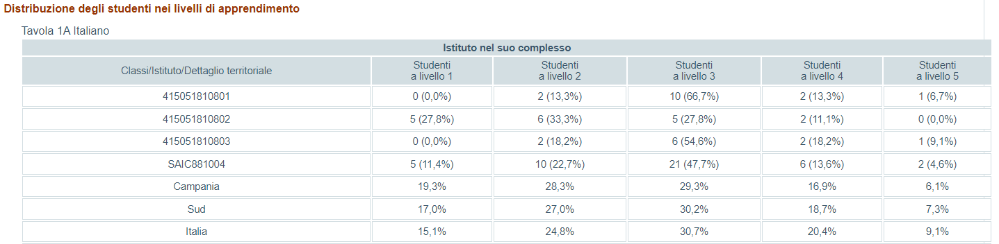 Distribuzione degli studenti nei livelli di apprendimento
Tavola 1A Italiano
Istituto nel suo complesso
Classi/Istituto/Dettaglio territoriale Studenti a livello 1 Studenti a livello 2 Studenti a livello 3 Studenti a livello 4 Studenti a livello 5
415051810801 0 (0,0%) 2 (13,3%) 10 (66,7%) 2 (13,3%) 1 (6,7%)
415051810802 5 (27,8%) 6 (33,3%) 5 (27,8%) 2 (11,1%) 0 (0,0%)
415051810803 0 (0,0%) 2 (18,2%) 6 (54,6%) 2 (18,2%) 1 (9,1%)
SAIC881004 5 (11,4%) 10 (22,7%) 21 (47,7%) 6 (13,6%) 2 (4,6%)
Campania 19,3% 28,3% 29,3% 16,9% 6,1%
Sud 17,0% 27,0% 30,2% 18,7% 7,3%
Italia 15,1% 24,8% 30,7% 20,4% 9,1%